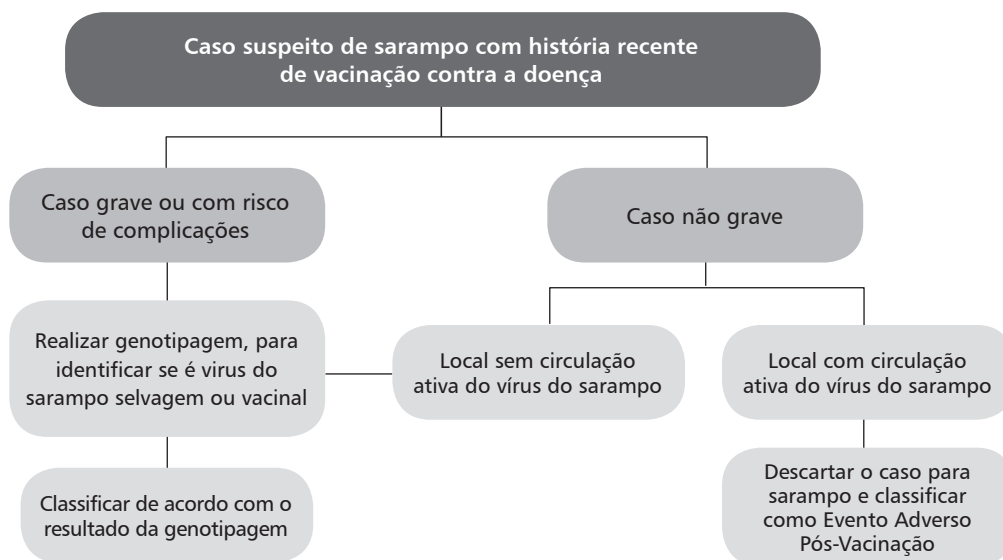 Caso suspeito de sarampo com história recente
de vacinação contra a doença
Caso grave ou com risco
de complicações
Caso não grave
Realizar genotipagem, para
identificar se é virus do
sarampo selvagem ou vacinal
Local sem circulação
ativa do vírus do sarampo
Local com circulação
ativa do vírus do sarampo
Classificar de acordo com o
resultado da genotipagem
Descartar o caso para
sarampo e classificar
como Evento Adverso
Pós-Vacinação